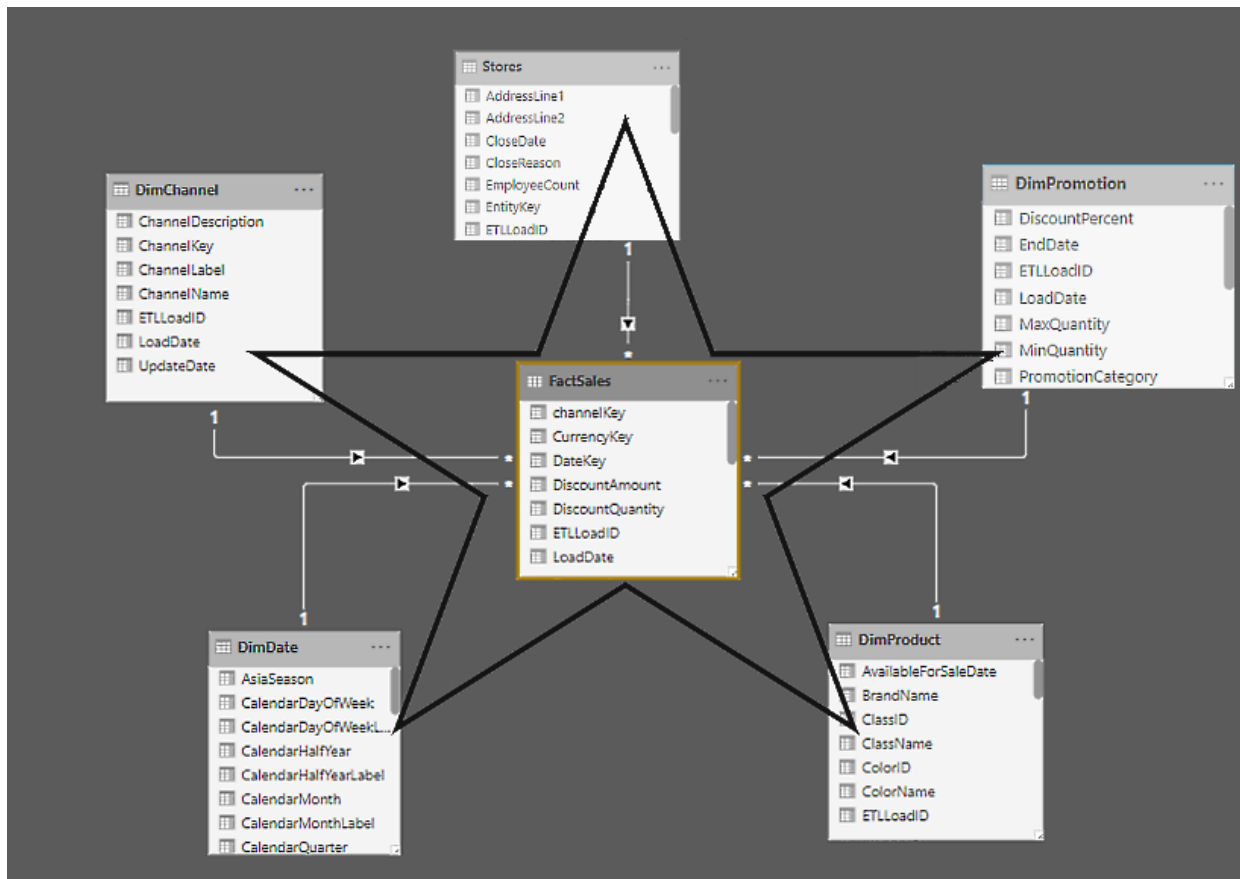 Stores
AddressLine1
AddressLine2
CloseDate
CloseReason
EmployeeCount
EntityKey
ETLLoadID
1
*
DimChannel
ChannelDescription
ChannelKey
ChannelLabel
ChannelName
ETLLoadID
LoadDate
UpdateDate
1
*
DimPromotion
DiscountPercent
EndDate
ETLLoadID
LoadDate
MaxQuantity
MinQuantity
PromotionCategory
1
*
FactSales
channelKey
CurrencyKey
DateKey
DiscountAmount
DiscountQuantity
ETLLoadID
LoadDate
*
*
1
DimDate
AsiaSeason
CalendarDayOfWeek
CalendarDayOfWeekL...
CalendarHalfYear
CalendarHalfYearLabel
CalendarMonth
CalendarMonthLabel
CalendarQuarter
1
DimProduct
AvailableForSaleDate
BrandName
ClassID
ClassName
ColorID
ColorName
ETLLoadID